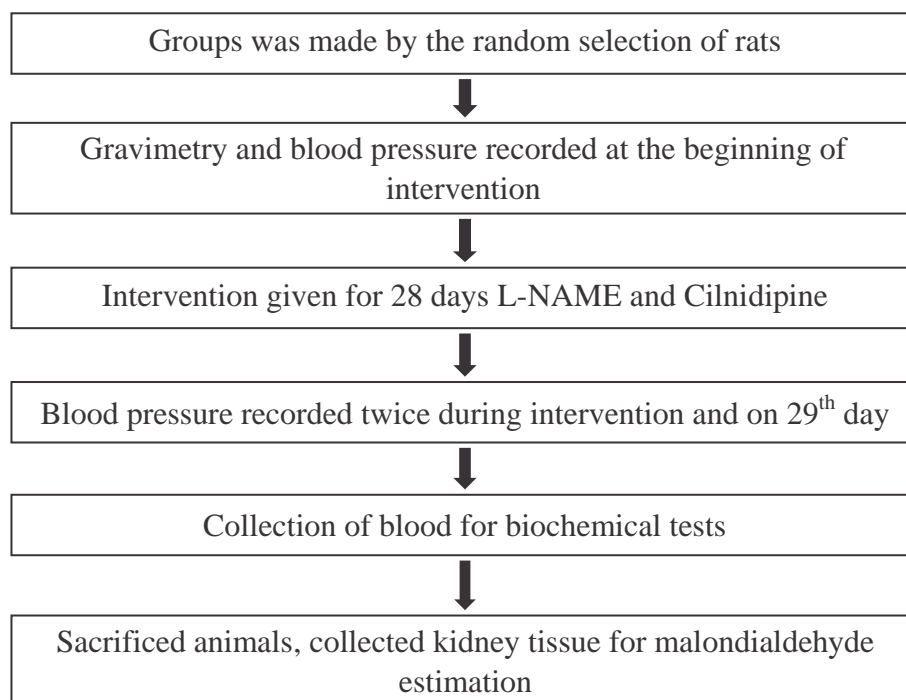 Groups was made by the random selection of rats
Gravimetry and blood pressure recorded at the beginning of
intervention
Intervention given for 28 days L-NAME and Cilnidipine
Blood pressure recorded twice during intervention and on 29th day
Collection of blood for biochemical tests
Sacrificed animals, collected kidney tissue for malondialdehyde
estimation